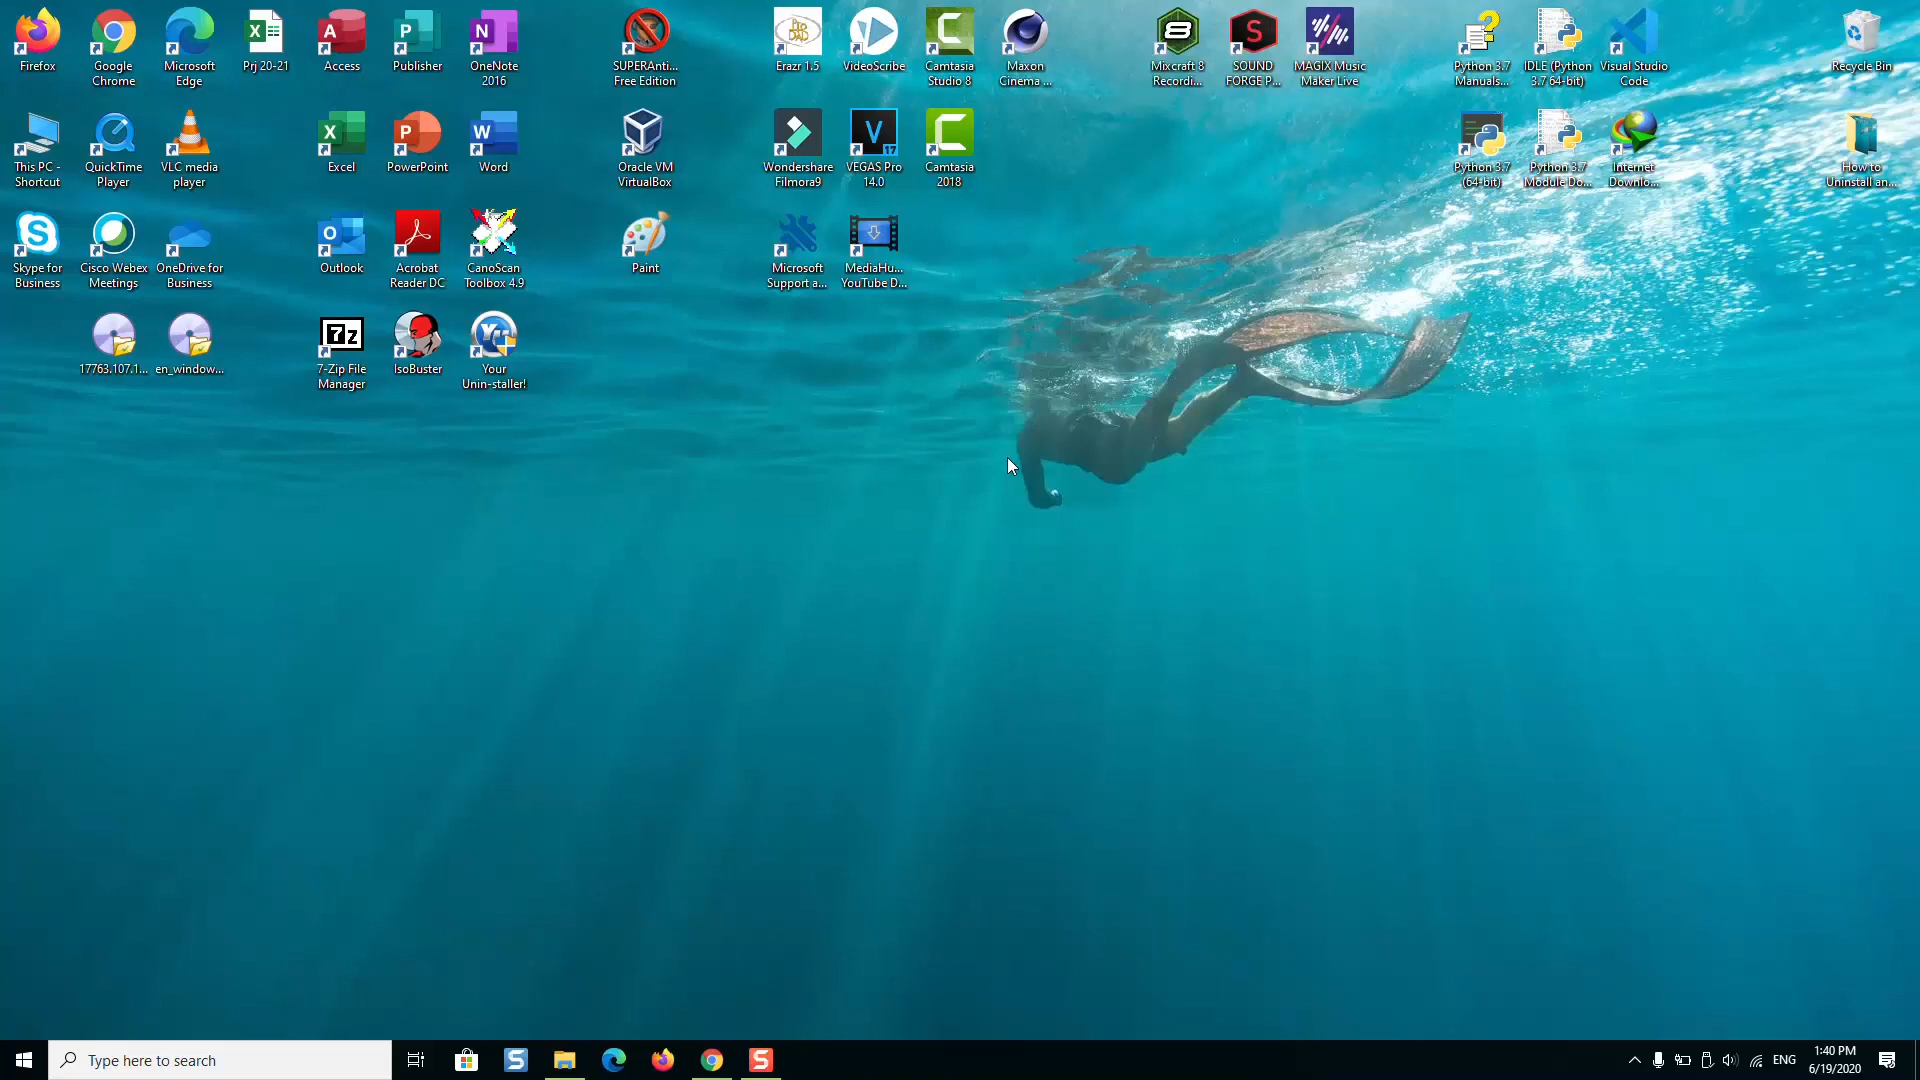 Firefox
Google
Chrome
Microsoft
Edge
Prj 20-21
Access
Publisher
OneNote
2016
SUPERAnti...
Free Edition
Erazr 1.5
VideoScribe
Camtasia
Studio 8
Maxon
Cinema ...
Mixcraft 8
Recordi...
SOUND
FORGE P...
MAGIX Music
Maker Live
Python 3.7
Manuals...
IDLE (Python
3.7 64-bit)
Visual Studio
Code
Recycle Bin
This PC -
Shortcut
QuickTime
Player
VLC media
player
Excel
PowerPoint
Word
Oracle VM
VirtualBox
Wondershare
Filmora9
VEGAS Pro
14.0
Camtasia
2018
Python 3.7
(64-bit)
Python 3.7
Module Do...
Internet
Downlo...
How to
Uninstall an...
Skype for
Business
Cisco Webex
Meetings
OneDrive for
Business
Outlook
Acrobat
Reader DC
CanoScan
Toolbox 4.9
Paint
Microsoft
Support a...
MediaHu...
YouTube D...
17763.107.1...
en_window...
7-Zip File
Manager
IsoBuster
Your
Unin-staller!
Type here to search
ENG
1:40 PM
6/19/2020